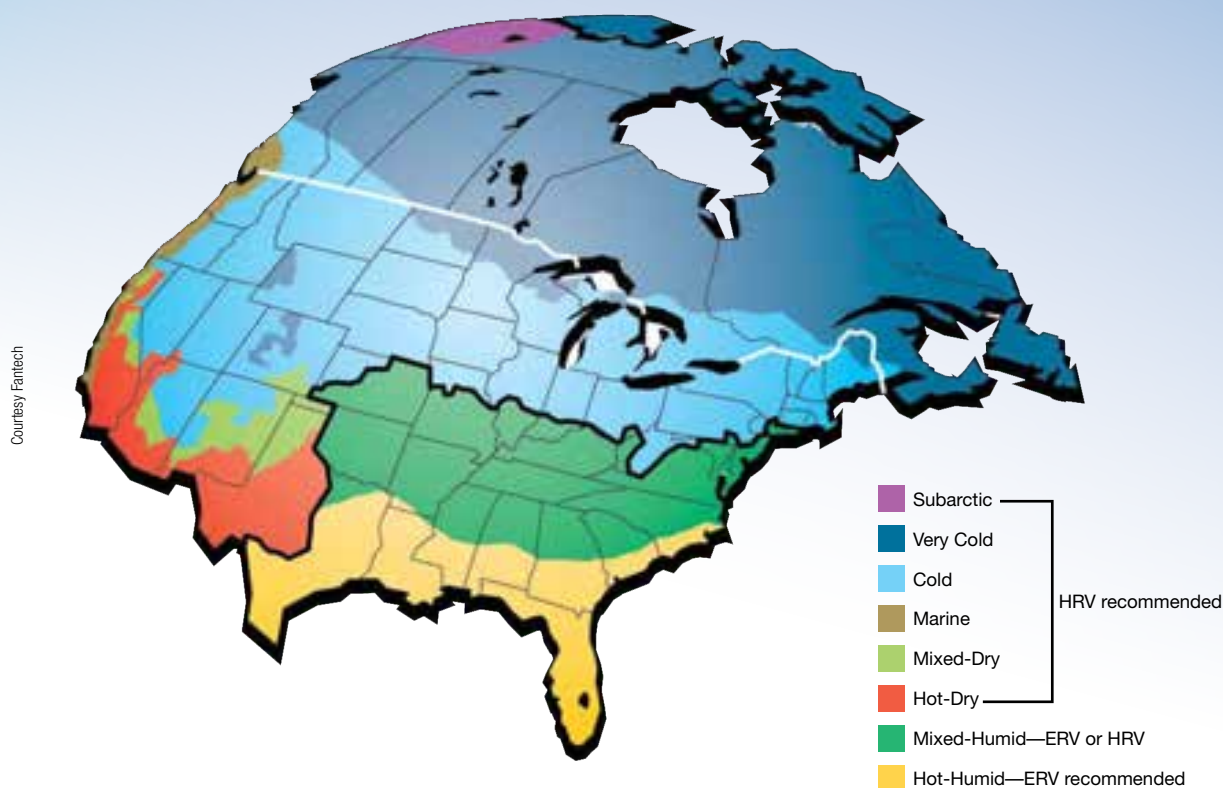 Courtesy Fantech
Subarctic
Very Cold
Cold
Marine
Mixed-Dry
Hot-Dry
HRV recommended
Mixed-Humid—ERV or HRV
Hot-Humid—ERV recommended